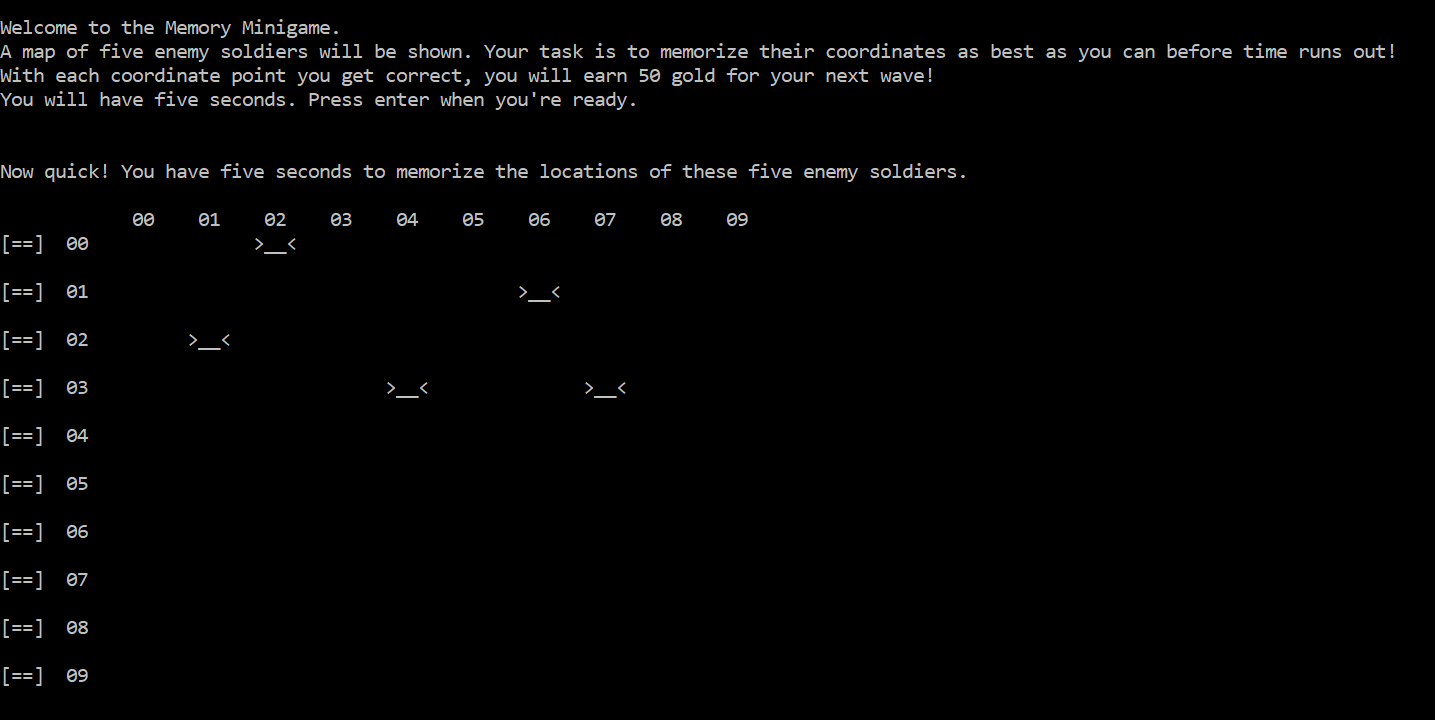 Welcome to the Memory Minigame.
A map of five enemy soldiers will be shown. Your task is to memorize their coordinates as best as you can before time runs out!
With each coordinate point you get correct, you will earn 50 gold for your next wave!
You will have five seconds. Press enter when you're ready.
Now quick! You have five seconds to memorize the locations of these five enemy soldiers.
            00    01    02    03    04    05    06    07    08    09
[==]  00               >__<
[==]  01                                       >__<
[==]  02         >__<
[==]  03                           >__<              >__<
[==]  04
[==]  05
[==]  06
[==]  07
[==]  08
[==]  09